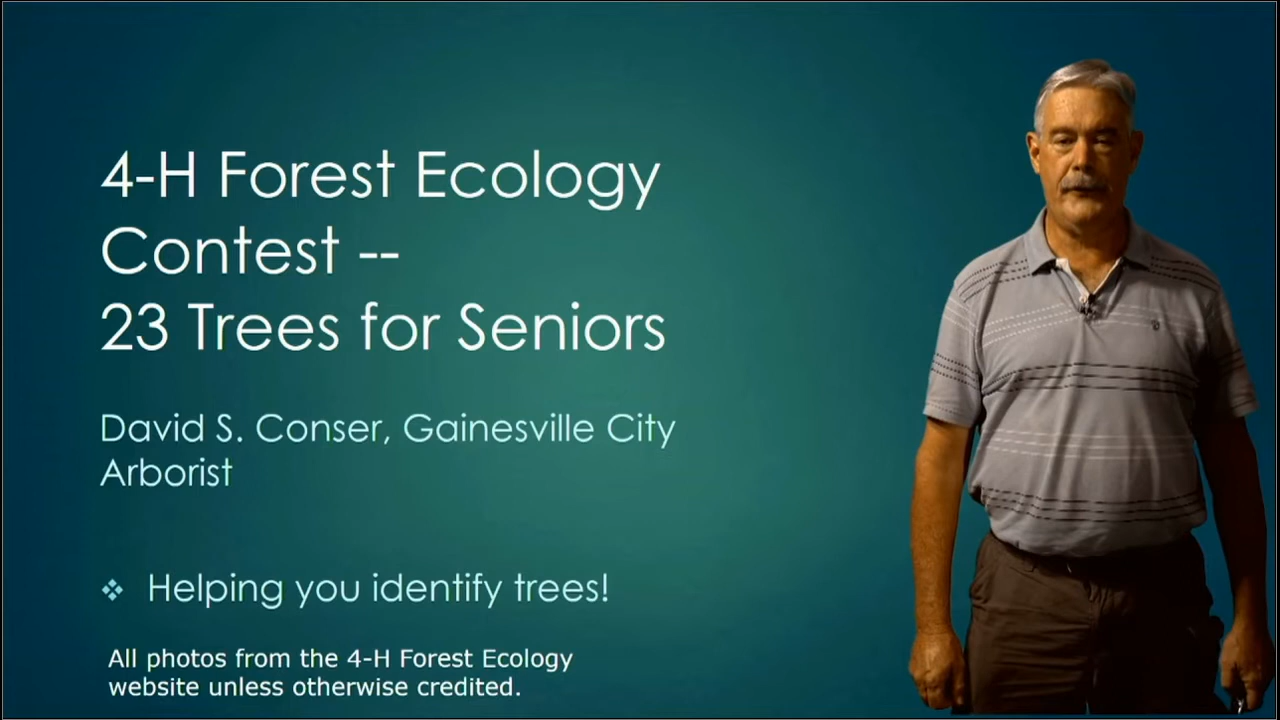 4-H Forest Ecology
Contest --
23 Trees for Seniors
David S. Conser, Gainesville City
Arborist
❖ Helping you identify trees!
All photos from the 4-H Forest Ecology
website unless otherwise credited.